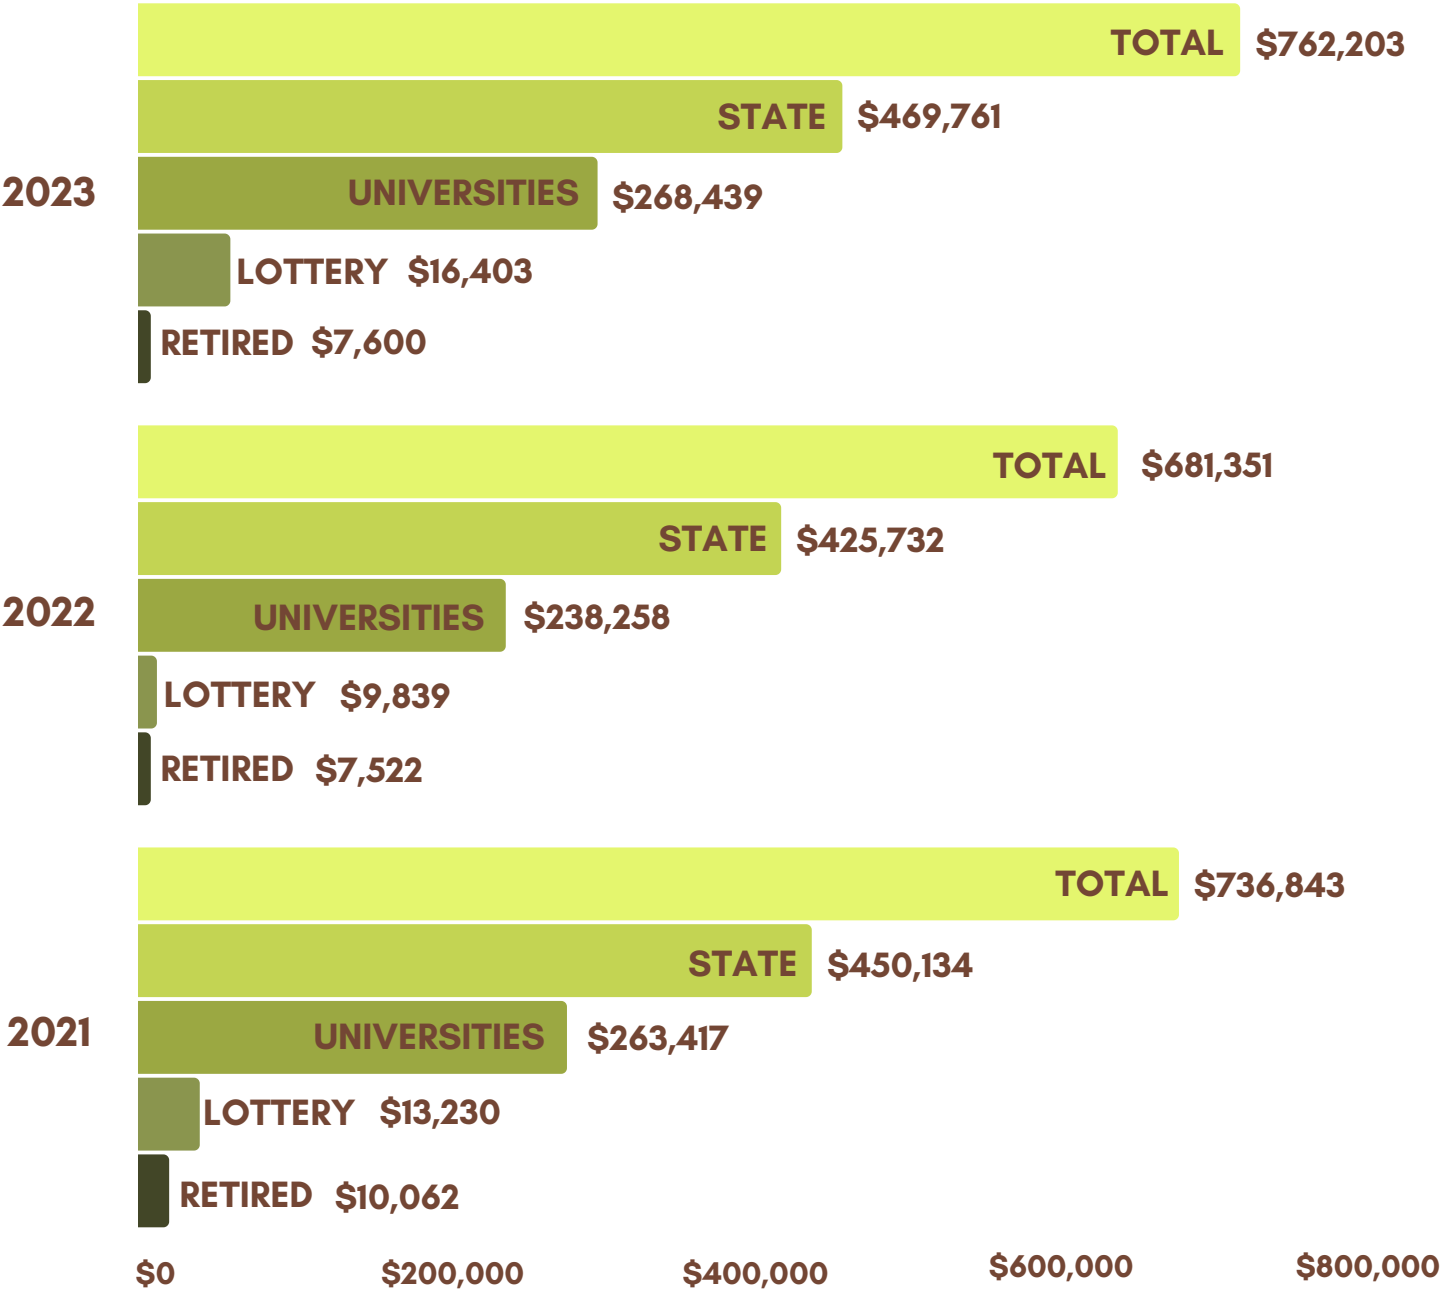 TOTAL $762,203
STATE $469,761
2023
UNIVERSITIES $268,439
LOTTERY $16,403
RETIRED $7,600
TOTAL $681,351
STATE $425,732
2022
UNIVERSITIES $238,258
LOTTERY $9,839
RETIRED $7,522
TOTAL $736,843
STATE $450,134
2021
UNIVERSITIES $263,417
LOTTERY $13,230
RETIRED $10,062
$0 $200,000 $400,000 $600,000 $800,000